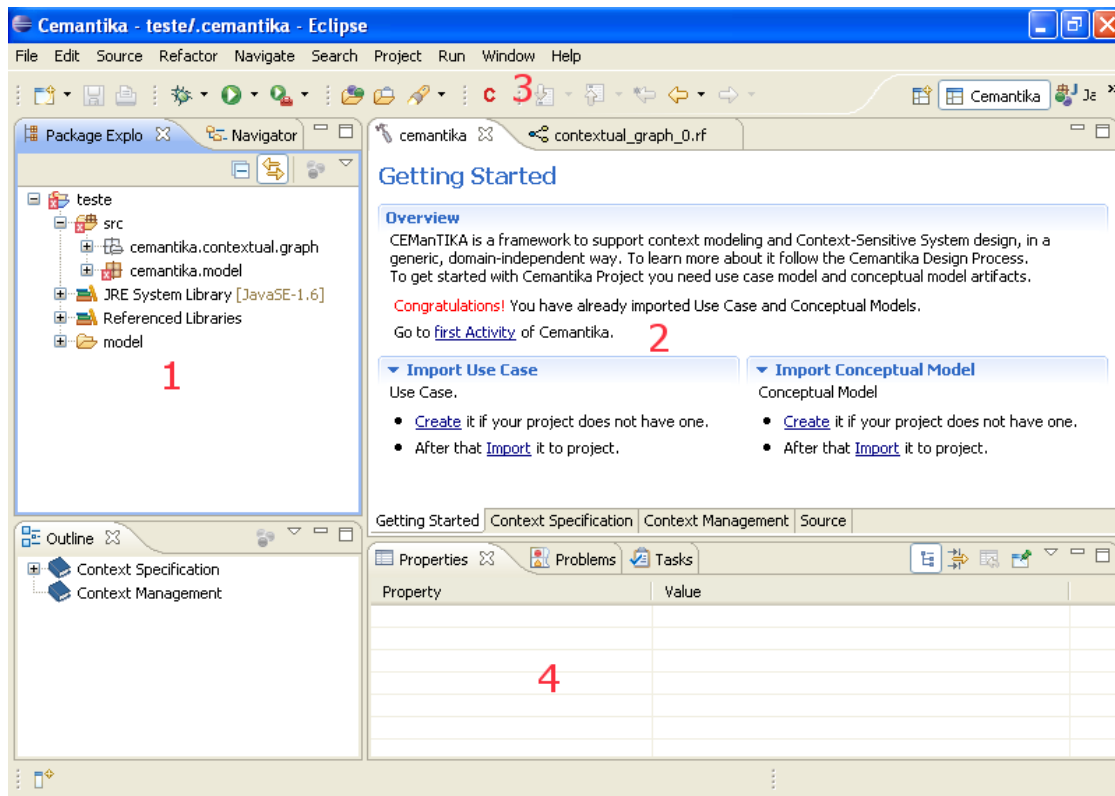 Cemantika - teste/.cemantika - Eclipse
File Edit Source Refactor Navigate Search Project Run Window Help
C 3 Cemantika J Ja
Package Explo Navigator
teste
src
cemantika.contextual.graph
cemantika.model
JRE System Library [JavaSE-1.6]
Referenced Libraries
model
1
cemantika contextual_graph_0.rf
Getting Started
Overview
CEManTIKA is a framework to support context modeling and Context-Sensitive System design, in a
generic, domain-independent way. To learn more about it follow the Cemantika Design Process.
To get started with Cemantika Project you need use case model and conceptual model artifacts.
Congratulations! You have already imported Use Case and Conceptual Models.
Go to first Activity of Cemantika.
2
Import Use Case
Use Case.
• Create it if your project does not have one.
• After that Import it to project.
Import Conceptual Model
Conceptual Model
• Create it if your project does not have one.
• After that Import it to project.
Getting Started Context Specification Context Management Source
Outline
Context Specification
Context Management
Properties Problems Tasks
Property Value
4